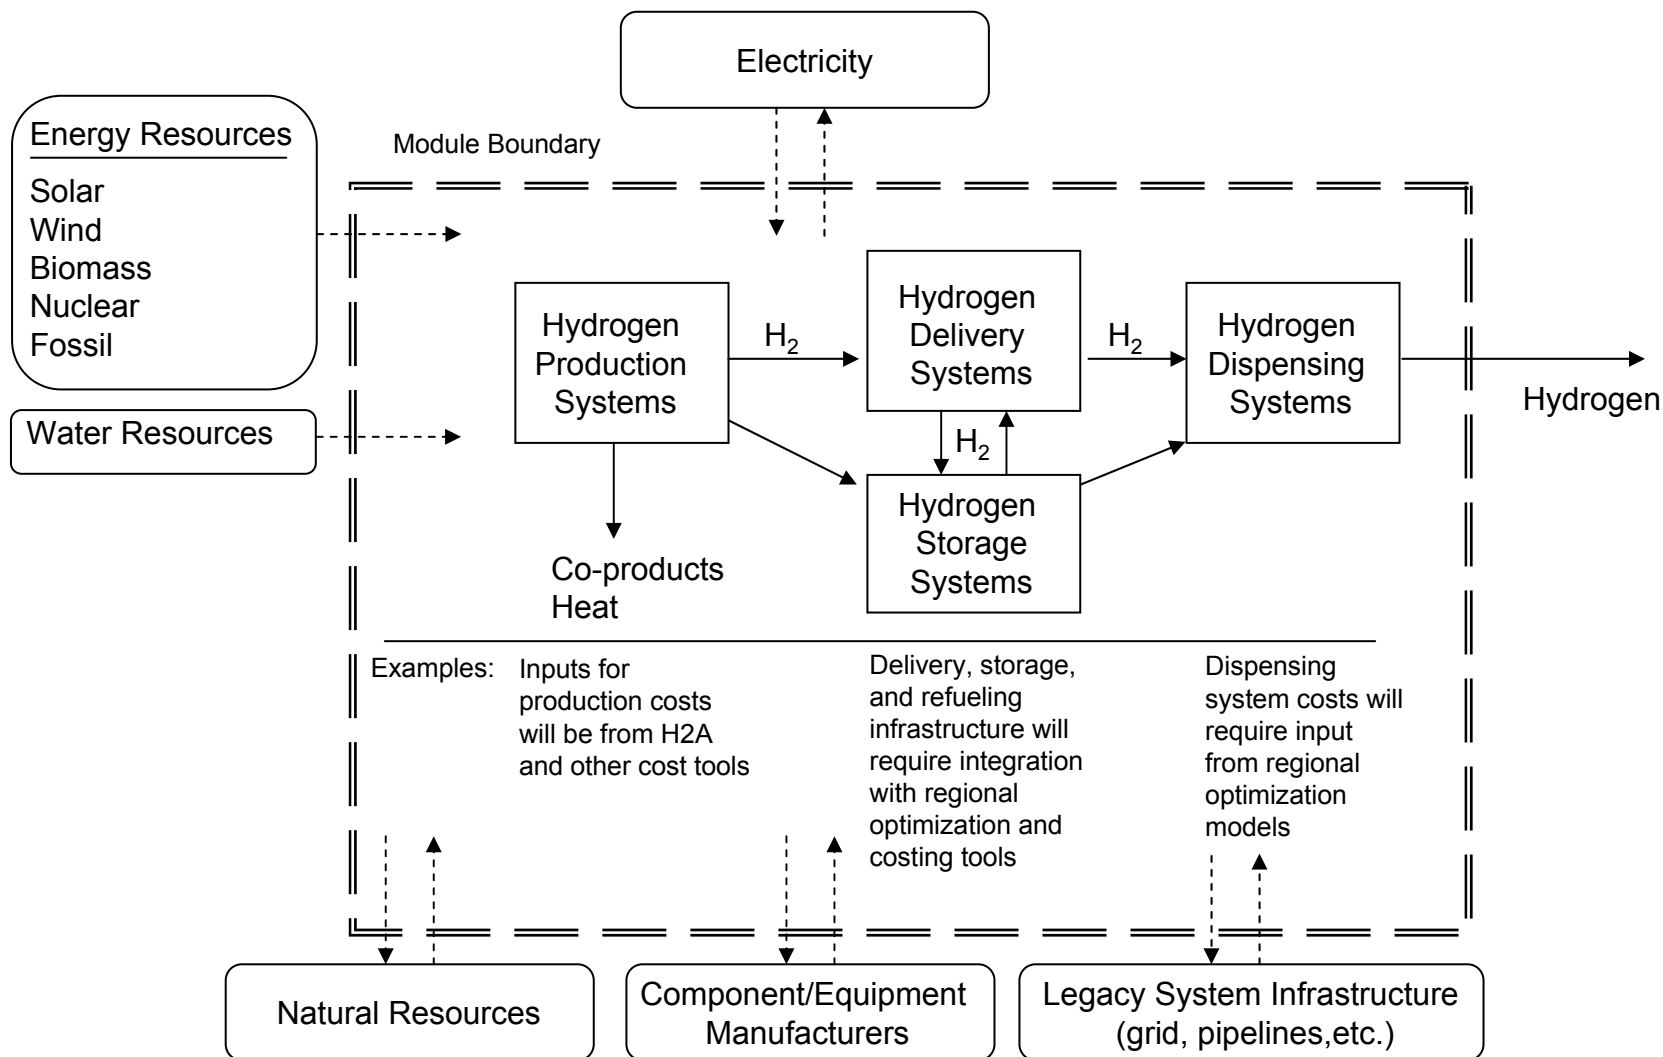 Electricity
Energy Resources
Solar
Wind
Biomass
Nuclear
Fossil
Water Resources
Module Boundary
Hydrogen
Production
Systems
H2
Hydrogen
Delivery
Systems
H2
Hydrogen
Dispensing
Systems
Hydrogen
H2
Hydrogen
Storage
Systems
Co-products
Heat
Examples:
Inputs for
production costs
will be from H2A
and other cost tools
Delivery, storage,
and refueling
infrastructure will
require integration
with regional
optimization and
costing tools
Dispensing
system costs will
require input
from regional
optimization
models
Natural Resources
Component/Equipment
Manufacturers
Legacy System Infrastructure
(grid, pipelines,etc.)